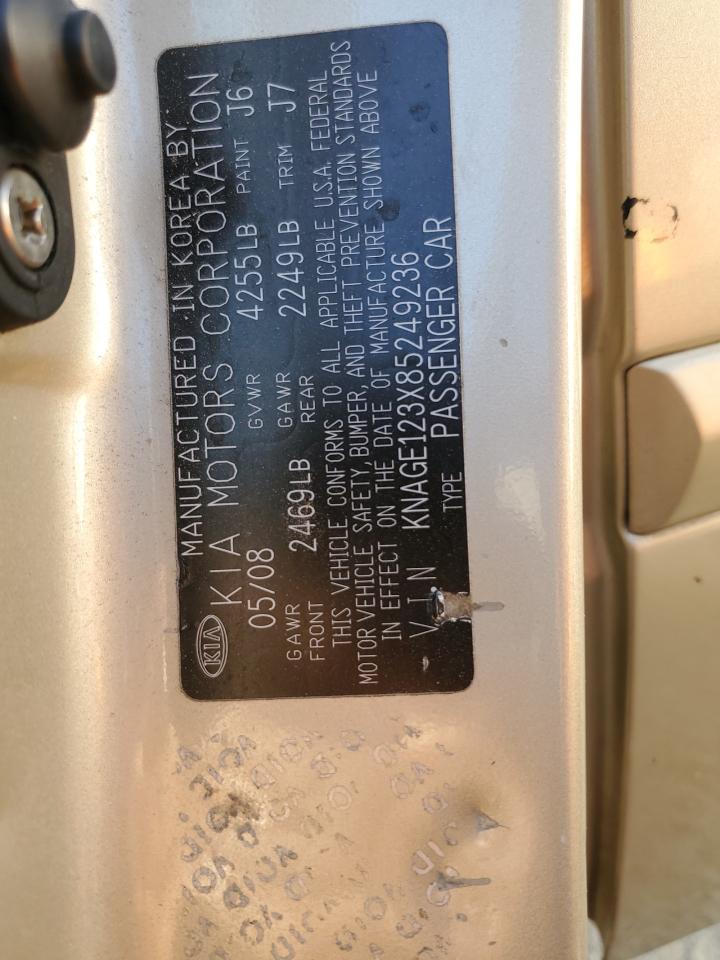 MANUFACTURED IN KOREA BY
KIA KIA MOTORS CORPORATION
05/08 GVWR 4255LB PAINT J6
GAWR FRONT 2469LB GAWR REAR 2249LB TRIM J7
THIS VEHICLE CONFORMS TO ALL APPLICABLE U.S.A. FEDERAL
MOTOR VEHICLE SAFETY, BUMPER, AND THEFT PREVENTION STANDARDS
IN EFFECT ON THE DATE OF MANUFACTURE SHOWN ABOVE
V I N KNAGE123X85249236
TYPE PASSENGER CAR
VOID